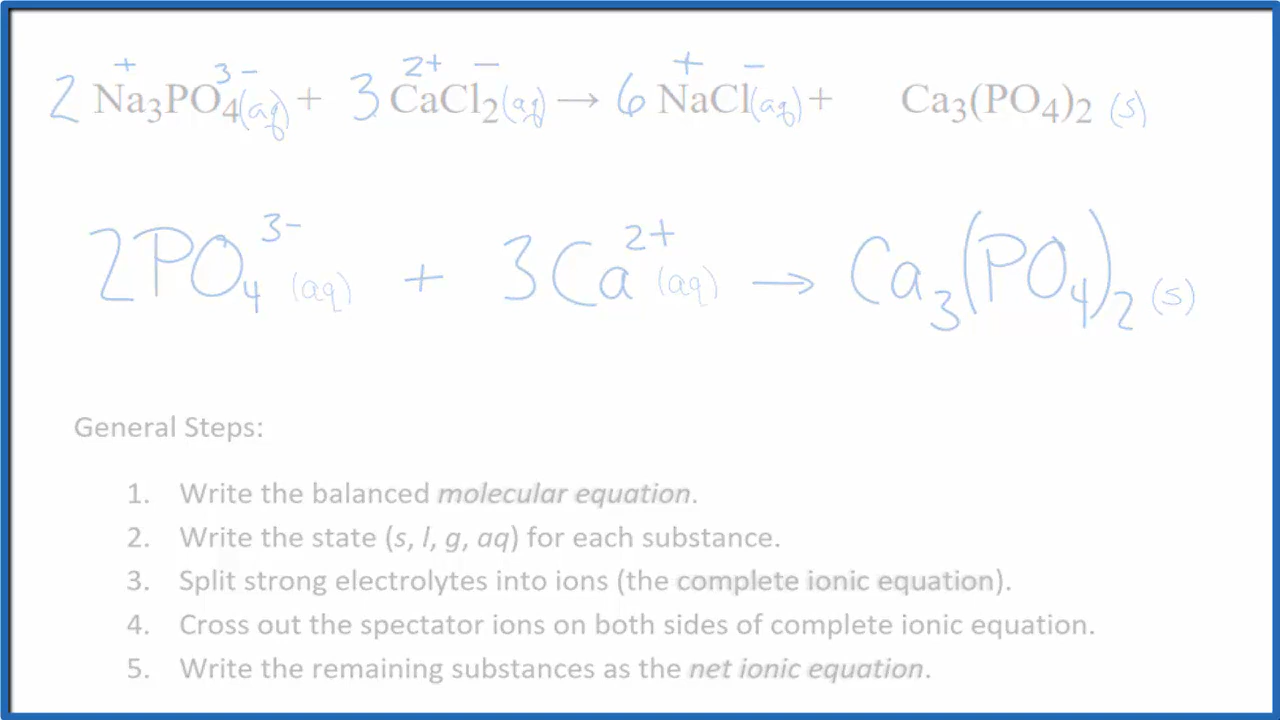 2 Na₃PO₄(aq) + 3 CaCl₂(aq) → 6 NaCl(aq) + Ca₃(PO₄)₂ (s)
+ 3− 2+ − + −
2PO₄³⁻ (aq) + 3Ca²⁺ (aq) → Ca₃(PO₄)₂ (s)
General Steps:
1. Write the balanced molecular equation.
2. Write the state (s, l, g, aq) for each substance.
3. Split strong electrolytes into ions (the complete ionic equation).
4. Cross out the spectator ions on both sides of complete ionic equation.
5. Write the remaining substances as the net ionic equation.